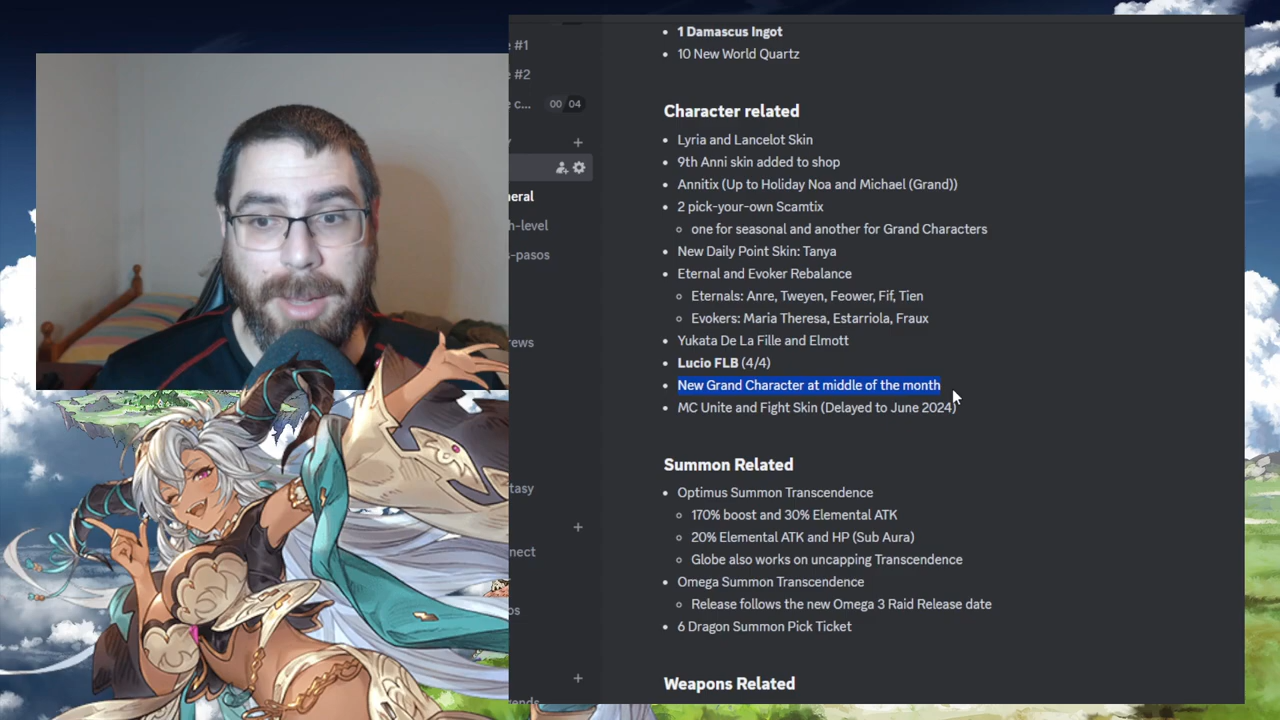 1 Damascus Ingot
10 New World Quartz
Character related
Lyria and Lancelot Skin
9th Anni skin added to shop
Annitix (Up to Holiday Noa and Michael (Grand))
2 pick-your-own Scamtix
one for seasonal and another for Grand Characters
New Daily Point Skin: Tanya
Eternal and Evoker Rebalance
Eternals: Anre, Tweyen, Feower, Fif, Tien
Evokers: Maria Theresa, Estarriola, Fraux
Yukata De La Fille and Elmott
Lucio FLB (4/4)
New Grand Character at middle of the month
MC Unite and Fight Skin (Delayed to June 2024)
Summon Related
Optimus Summon Transcendence
170% boost and 30% Elemental ATK
20% Elemental ATK and HP (Sub Aura)
Globe also works on uncapping Transcendence
Omega Summon Transcendence
Release follows the new Omega 3 Raid Release date
6 Dragon Summon Pick Ticket
Weapons Related
e #1
e #2
e c... 00 04
eral
h-level
s-pasos
rews
tasy
nect
os
ends